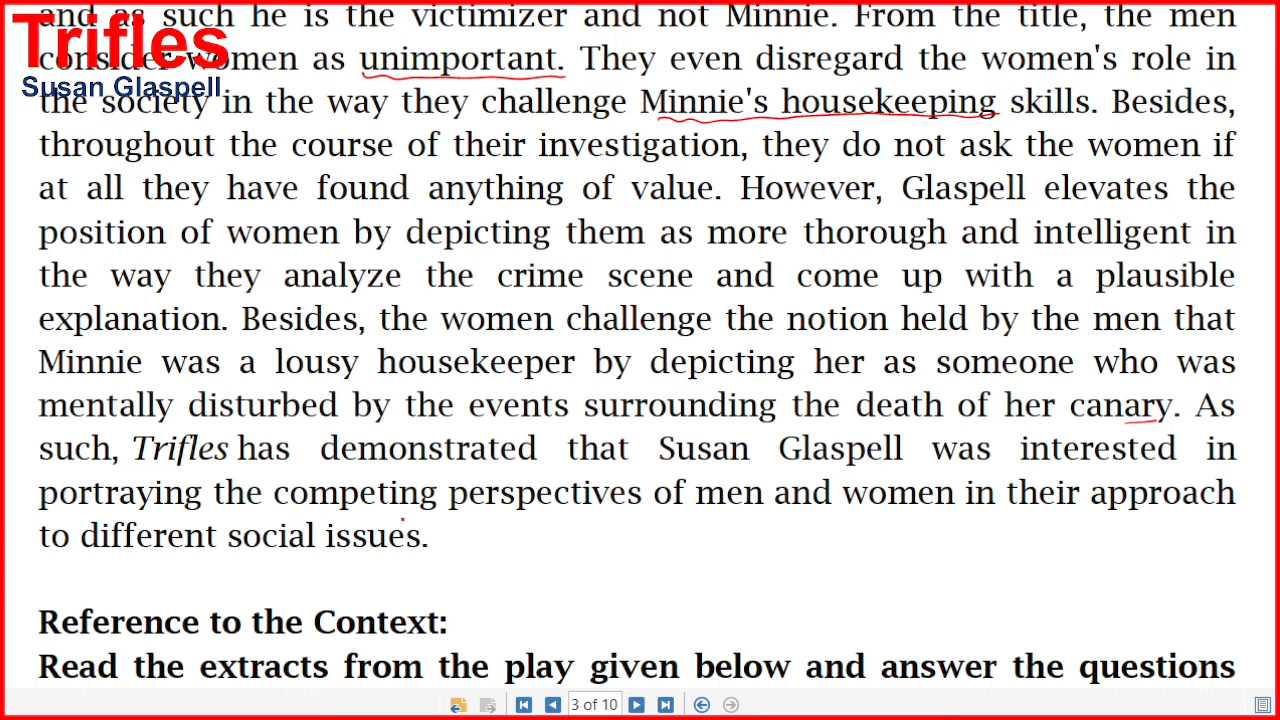 and as such he is the victimizer and not Minnie. From the title, the men
Trifles
consider women as unimportant. They even disregard the women's role in
Susan Glaspell
the society in the way they challenge Minnie's housekeeping skills. Besides,
throughout the course of their investigation, they do not ask the women if
at all they have found anything of value. However, Glaspell elevates the
position of women by depicting them as more thorough and intelligent in
the way they analyze the crime scene and come up with a plausible
explanation. Besides, the women challenge the notion held by the men that
Minnie was a lousy housekeeper by depicting her as someone who was
mentally disturbed by the events surrounding the death of her canary. As
such, Trifles has demonstrated that Susan Glaspell was interested in
portraying the competing perspectives of men and women in their approach
to different social issues.
Reference to the Context:
Read the extracts from the play given below and answer the questions
3 of 10